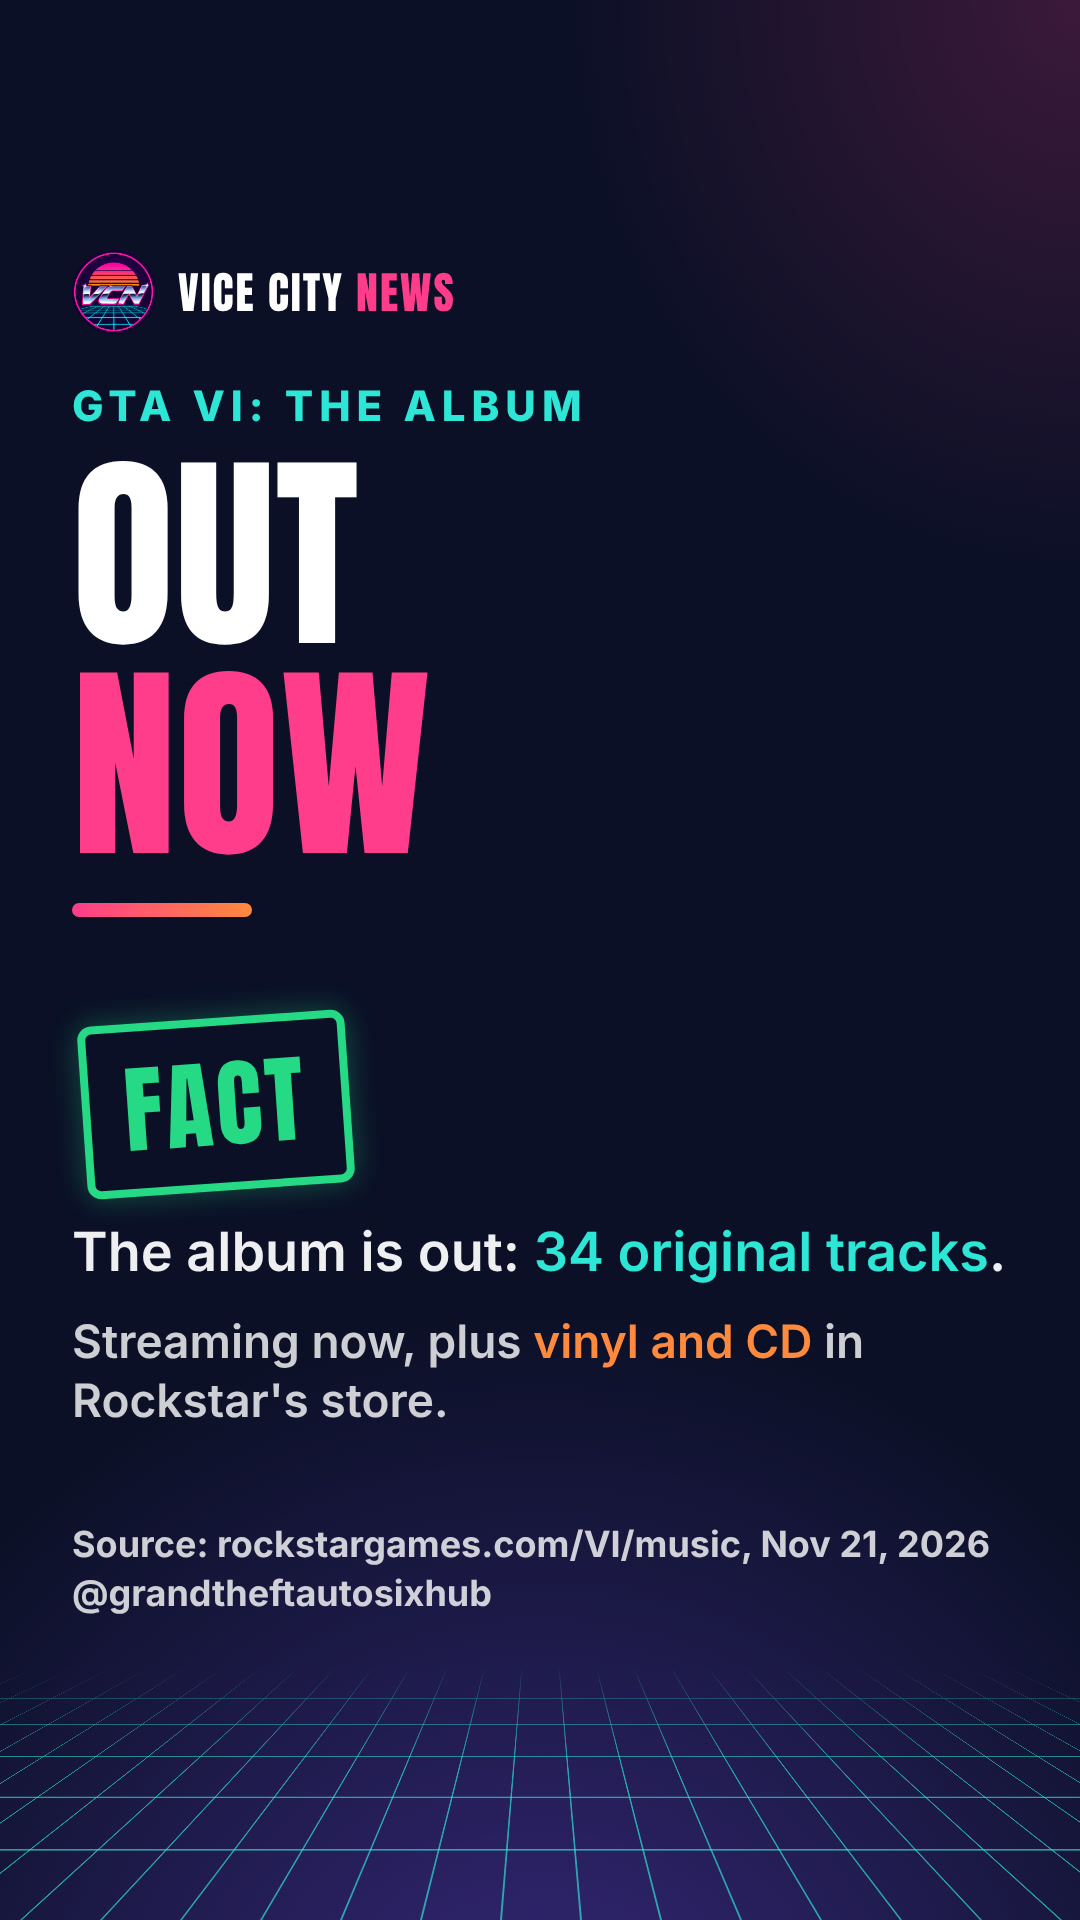 VCN
VICE CITY NEWS
GTA VI: THE ALBUM
OUT
NOW
FACT
The album is out: 34 original tracks.
Streaming now, plus vinyl and CD in
Rockstar's store.
Source: rockstargames.com/VI/music, Nov 21, 2026
@grandtheftautosixhub